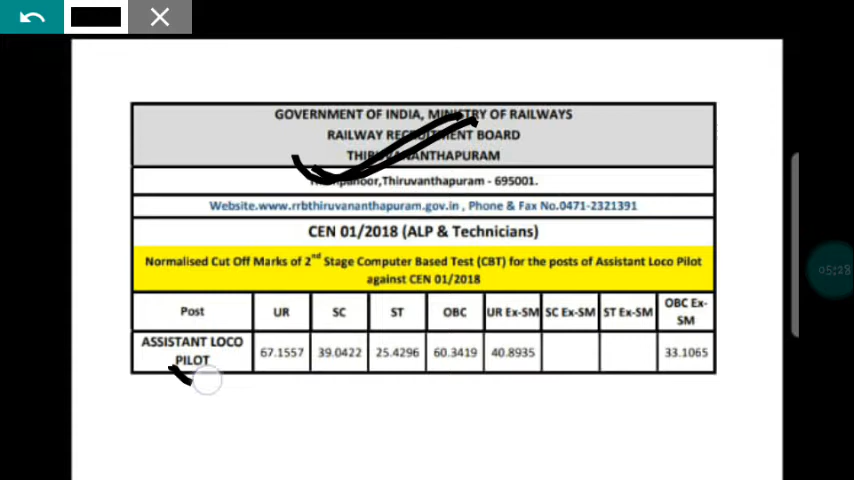 GOVERNMENT OF INDIA, MINISTRY OF RAILWAYS
RAILWAY RECRUITMENT BOARD
THIRUVANANTHAPURAM
Thiruvanthapuram - 695001.
Website.www.rrbthiruvananthapuram.gov.in , Phone & Fax No.0471-2321391
CEN 01/2018 (ALP & Technicians)
Normalised Cut Off Marks of 2nd Stage Computer Based Test (CBT) for the posts of Assistant Loco Pilot
against CEN 01/2018
Post UR SC ST OBC UR Ex-SM SC Ex-SM ST Ex-SM OBC Ex-SM
ASSISTANT LOCO PILOT 67.1557 39.0422 25.4296 60.3419 40.8935 33.1065
05:28